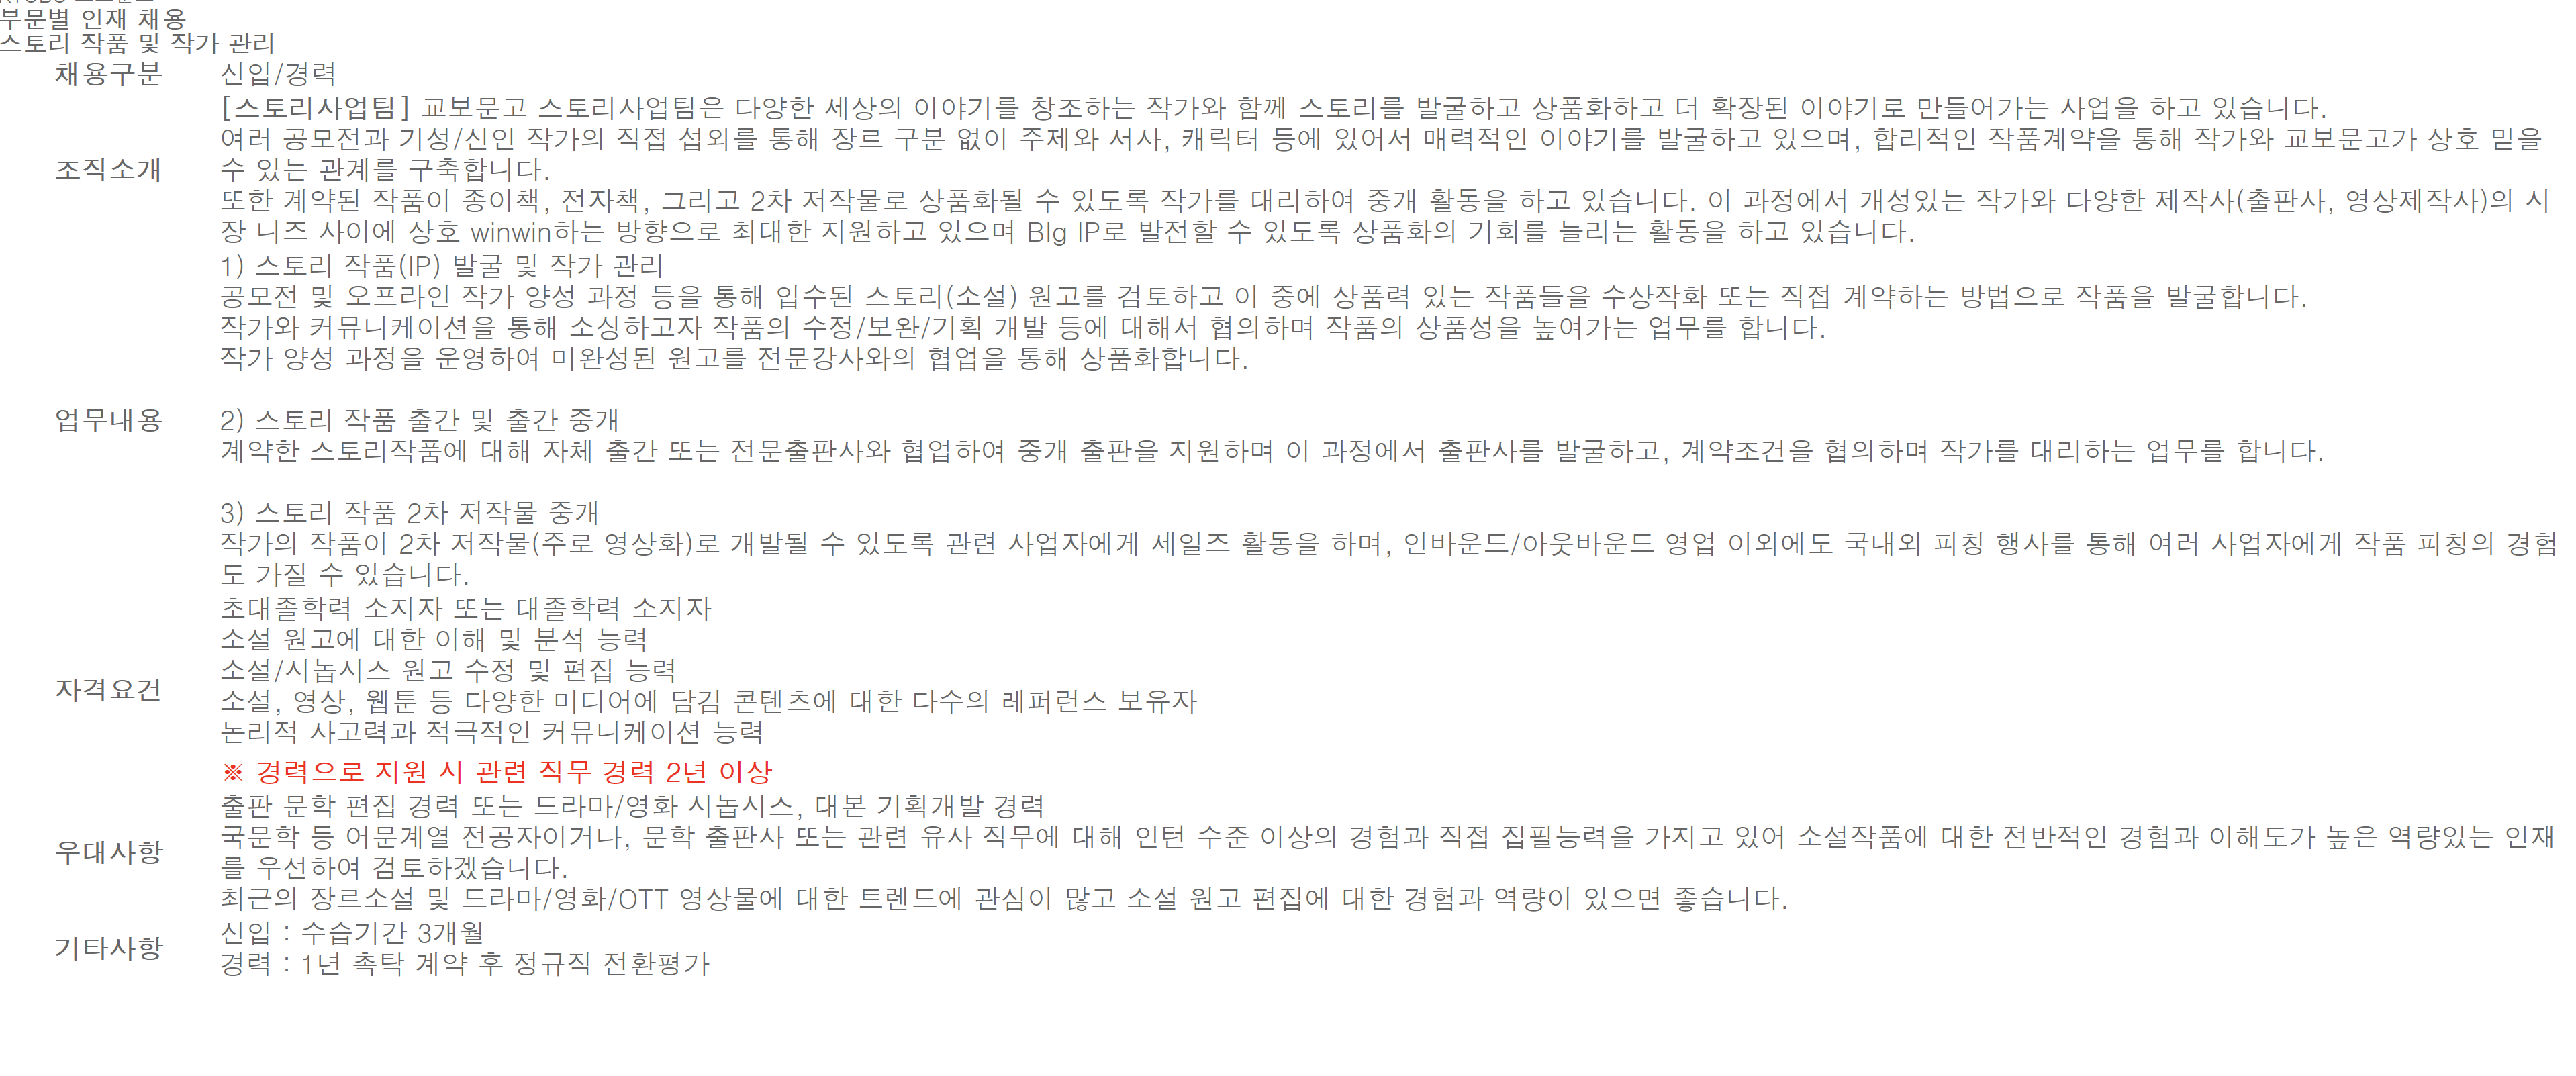 부문별 인재 채용
스토리 작품 및 작가 관리
채용구분
신입/경력
조직소개
[스토리사업팀] 교보문고 스토리사업팀은 다양한 세상의 이야기를 창조하는 작가와 함께 스토리를 발굴하고 상품화하고 더 확장된 이야기로 만들어가는 사업을 하고 있습니다.
여러 공모전과 기성/신인 작가의 직접 섭외를 통해 장르 구분 없이 주제와 서사, 캐릭터 등에 있어서 매력적인 이야기를 발굴하고 있으며, 합리적인 작품계약을 통해 작가와 교보문고가 상호 믿을
수 있는 관계를 구축합니다.
또한 계약된 작품이 종이책, 전자책, 그리고 2차 저작물로 상품화될 수 있도록 작가를 대리하여 중개 활동을 하고 있습니다. 이 과정에서 개성있는 작가와 다양한 제작사(출판사, 영상제작사)의 시
장 니즈 사이에 상호 winwin하는 방향으로 최대한 지원하고 있으며 BIg IP로 발전할 수 있도록 상품화의 기회를 늘리는 활동을 하고 있습니다.
업무내용
1) 스토리 작품(IP) 발굴 및 작가 관리
공모전 및 오프라인 작가 양성 과정 등을 통해 입수된 스토리(소설) 원고를 검토하고 이 중에 상품력 있는 작품들을 수상작화 또는 직접 계약하는 방법으로 작품을 발굴합니다.
작가와 커뮤니케이션을 통해 소싱하고자 작품의 수정/보완/기획 개발 등에 대해서 협의하며 작품의 상품성을 높여가는 업무를 합니다.
작가 양성 과정을 운영하여 미완성된 원고를 전문강사와의 협업을 통해 상품화합니다.
2) 스토리 작품 출간 및 출간 중개
계약한 스토리작품에 대해 자체 출간 또는 전문출판사와 협업하여 중개 출판을 지원하며 이 과정에서 출판사를 발굴하고, 계약조건을 협의하며 작가를 대리하는 업무를 합니다.
3) 스토리 작품 2차 저작물 중개
작가의 작품이 2차 저작물(주로 영상화)로 개발될 수 있도록 관련 사업자에게 세일즈 활동을 하며, 인바운드/아웃바운드 영업 이외에도 국내외 피칭 행사를 통해 여러 사업자에게 작품 피칭의 경험
도 가질 수 있습니다.
자격요건
초대졸학력 소지자 또는 대졸학력 소지자
소설 원고에 대한 이해 및 분석 능력
소설/시놉시스 원고 수정 및 편집 능력
소설, 영상, 웹툰 등 다양한 미디어에 담김 콘텐츠에 대한 다수의 레퍼런스 보유자
논리적 사고력과 적극적인 커뮤니케이션 능력
※ 경력으로 지원 시 관련 직무 경력 2년 이상
우대사항
출판 문학 편집 경력 또는 드라마/영화 시놉시스, 대본 기획개발 경력
국문학 등 어문계열 전공자이거나, 문학 출판사 또는 관련 유사 직무에 대해 인턴 수준 이상의 경험과 직접 집필능력을 가지고 있어 소설작품에 대한 전반적인 경험과 이해도가 높은 역량있는 인재
를 우선하여 검토하겠습니다.
최근의 장르소설 및 드라마/영화/OTT 영상물에 대한 트렌드에 관심이 많고 소설 원고 편집에 대한 경험과 역량이 있으면 좋습니다.
기타사항
신입 : 수습기간 3개월
경력 : 1년 촉탁 계약 후 정규직 전환평가